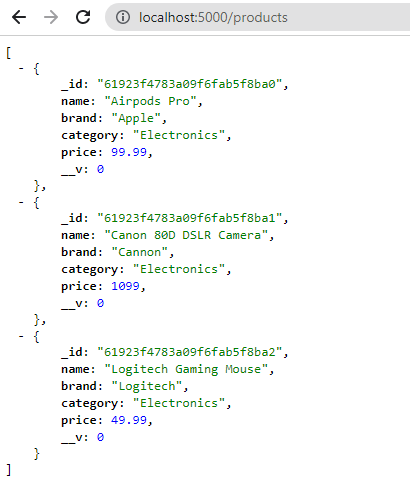 localhost:5000/products
[
- {
_id: "61923f4783a09f6fab5f8ba0",
name: "Airpods Pro",
brand: "Apple",
category: "Electronics",
price: 99.99,
__v: 0
},
- {
_id: "61923f4783a09f6fab5f8ba1",
name: "Canon 80D DSLR Camera",
brand: "Cannon",
category: "Electronics",
price: 1099,
__v: 0
},
- {
_id: "61923f4783a09f6fab5f8ba2",
name: "Logitech Gaming Mouse",
brand: "Logitech",
category: "Electronics",
price: 49.99,
__v: 0
}
]